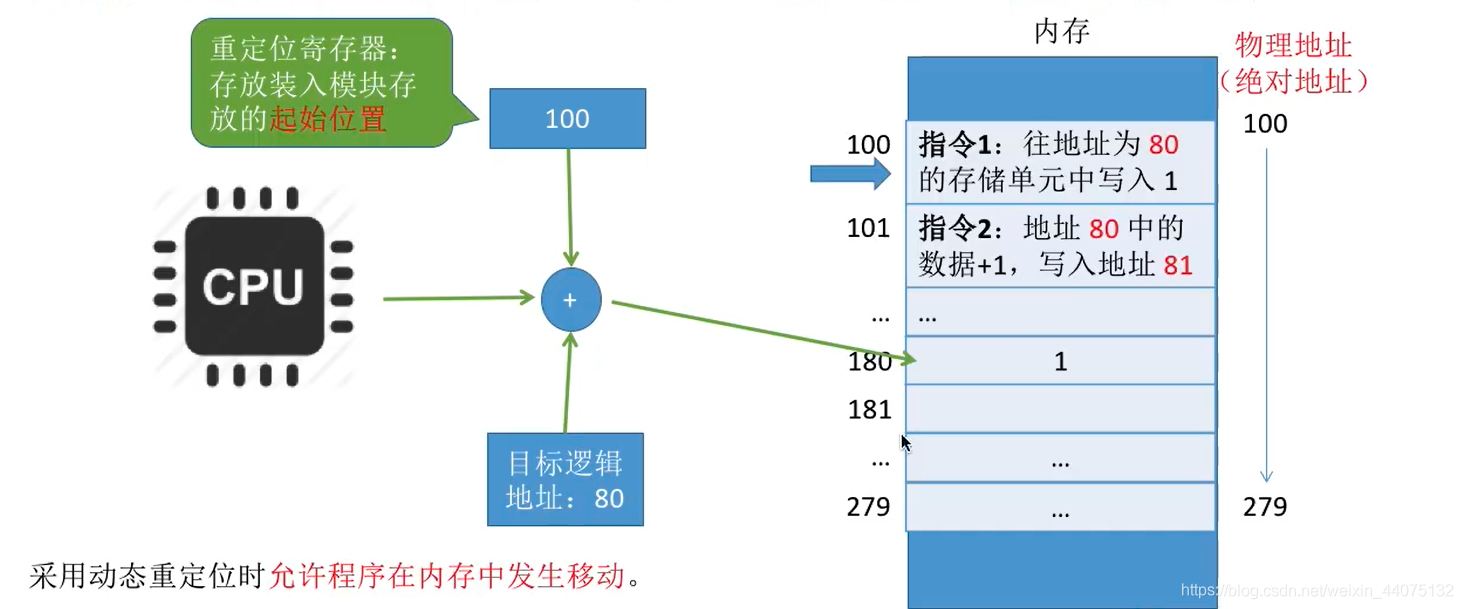 重定位寄存器：
存放装入模块存
放的起始位置
100
CPU
+
目标逻辑
地址：80
采用动态重定位时允许程序在内存中发生移动。
内存
物理地址
（绝对地址）
100
指令1：往地址为 80
的存储单元中写入 1
101
指令2：地址 80 中的
数据+1，写入地址 81
...
...
180
1
181
...
...
279
...
100
279
https://blog.csdn.net/weixin_44075132